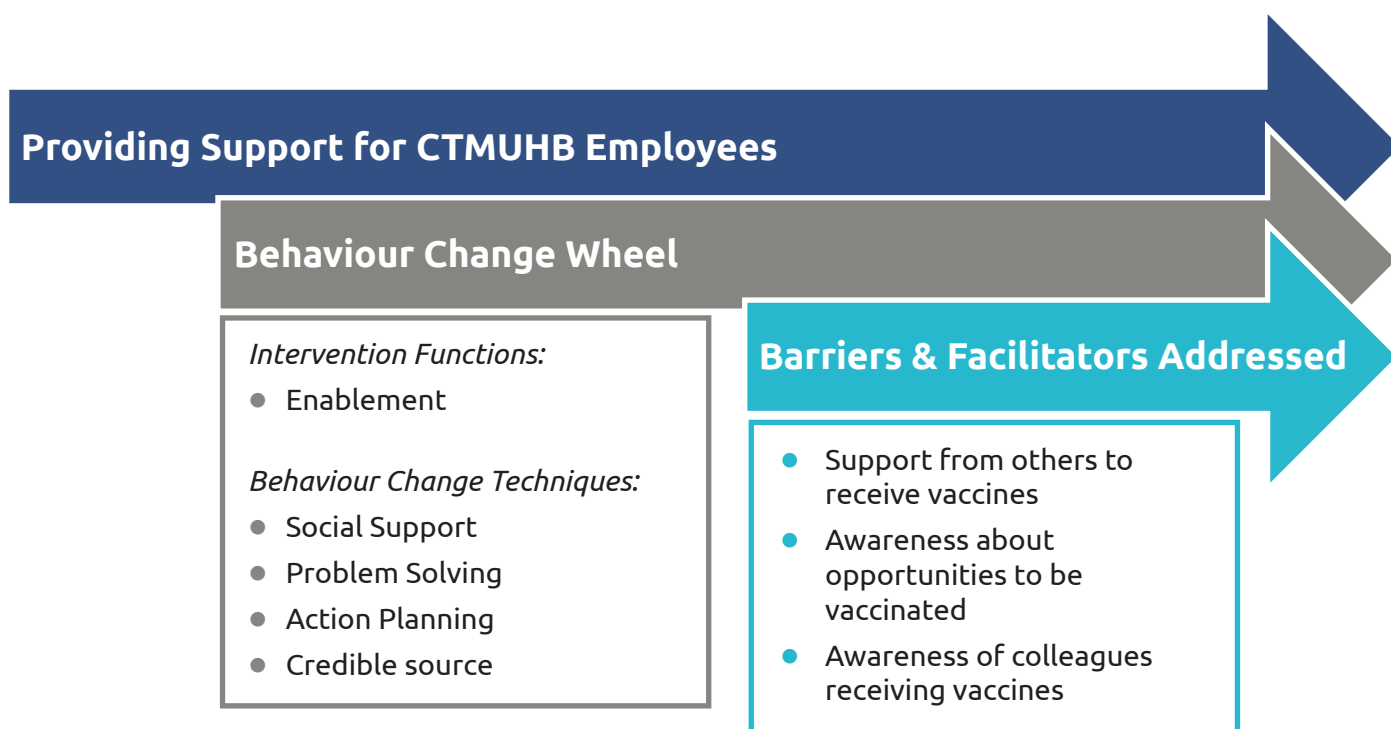 Providing Support for CTMUHB Employees
Behaviour Change Wheel
Intervention Functions:
● Enablement
Behaviour Change Techniques:
● Social Support
● Problem Solving
● Action Planning
● Credible source
Barriers & Facilitators Addressed
● Support from others to
receive vaccines
● Awareness about
opportunities to be
vaccinated
● Awareness of colleagues
receiving vaccines